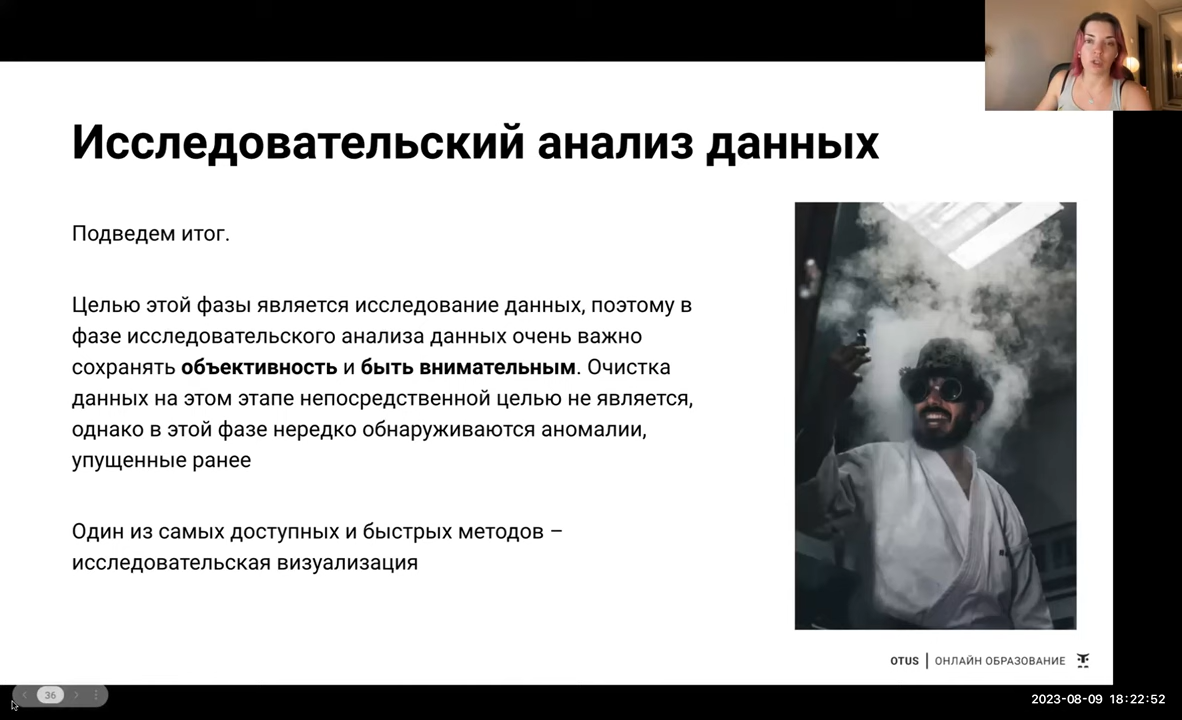 Исследовательский анализ данных
Подведем итог.
Целью этой фазы является исследование данных, поэтому в
фазе исследовательского анализа данных очень важно
сохранять объективность и быть внимательным. Очистка
данных на этом этапе непосредственной целью не является,
однако в этой фазе нередко обнаруживаются аномалии,
упущенные ранее
Один из самых доступных и быстрых методов –
исследовательская визуализация
OTUS | ОНЛАЙН ОБРАЗОВАНИЕ
36
2023-08-09 18:22:52